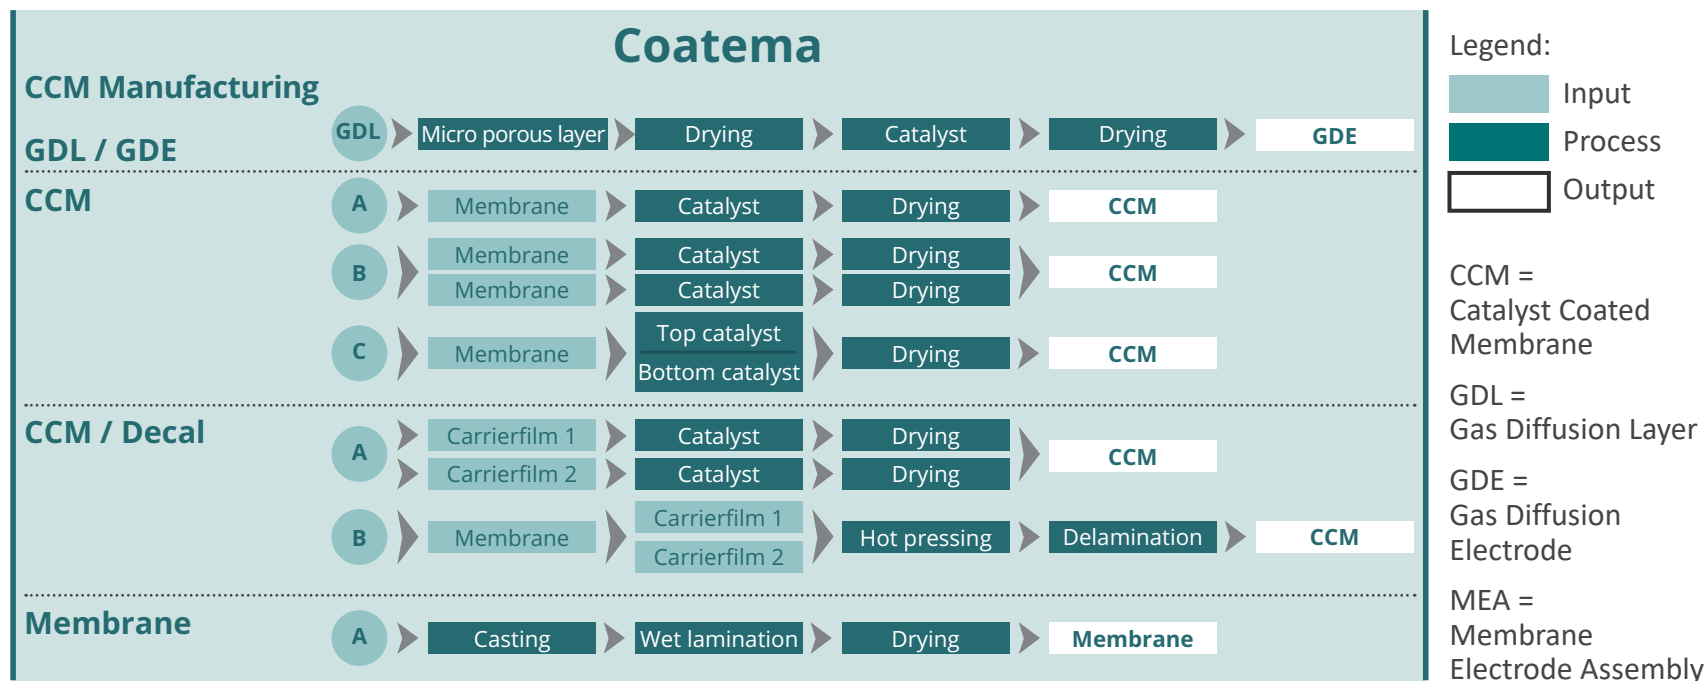 Coatema
CCM Manufacturing
GDL / GDE
GDL
Micro porous layer
Drying
Catalyst
Drying
GDE
CCM
A
Membrane
Catalyst
Drying
CCM
B
Membrane
Catalyst
Drying
Membrane
Catalyst
Drying
CCM
C
Membrane
Top catalyst
Bottom catalyst
Drying
CCM
CCM / Decal
A
Carrierfilm 1
Catalyst
Drying
Carrierfilm 2
Catalyst
Drying
CCM
B
Membrane
Carrierfilm 1
Carrierfilm 2
Hot pressing
Delamination
CCM
Membrane
A
Casting
Wet lamination
Drying
Membrane
Legend:
Input
Process
Output
CCM =
Catalyst Coated
Membrane
GDL =
Gas Diffusion Layer
GDE =
Gas Diffusion
Electrode
MEA =
Membrane
Electrode Assembly